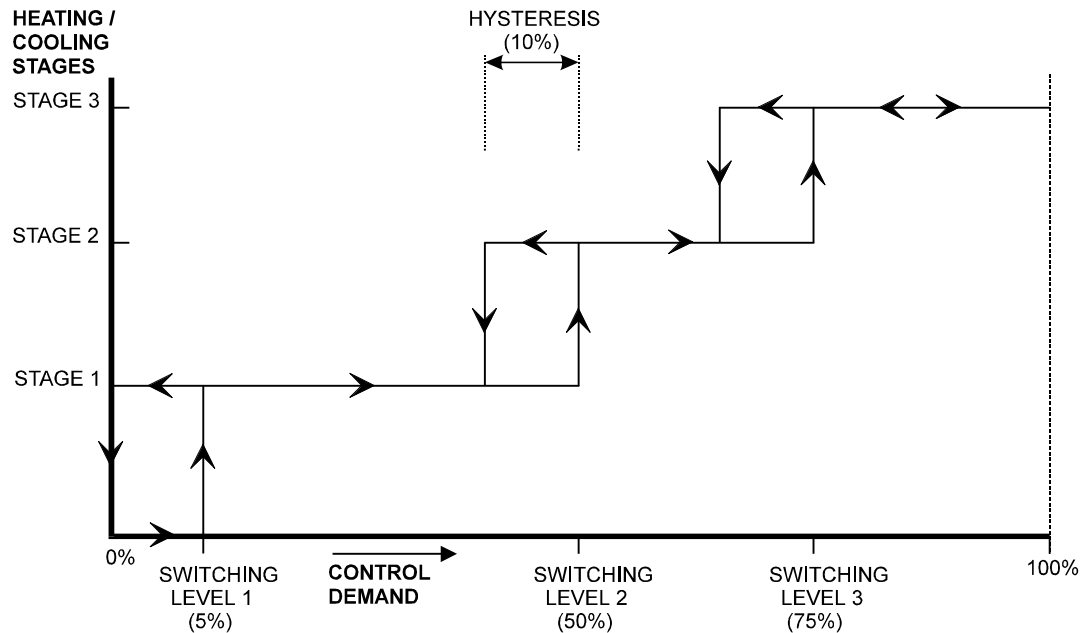 HEATING /
COOLING
STAGES
HYSTERESIS
(10%)
STAGE 3
STAGE 2
STAGE 1
0%
SWITCHING
LEVEL 1
(5%)
CONTROL
DEMAND
SWITCHING
LEVEL 2
(50%)
SWITCHING
LEVEL 3
(75%)
100%